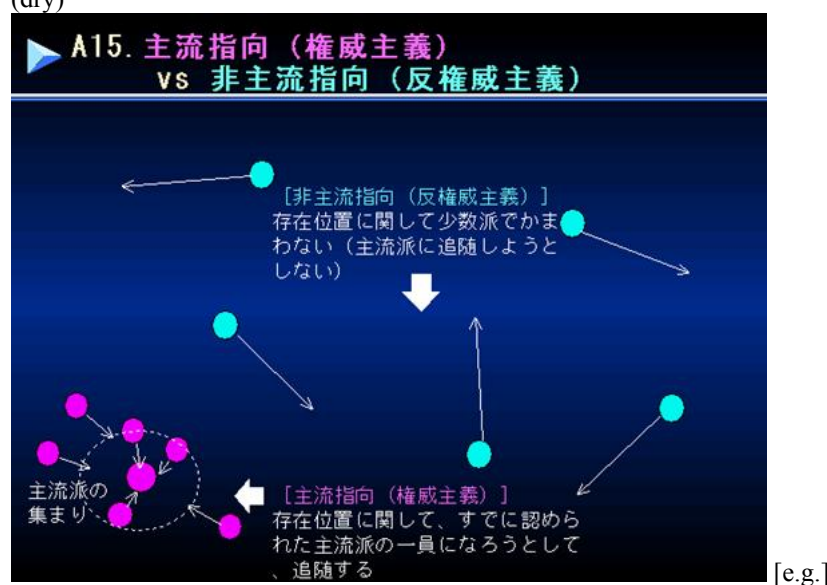 (dry)
A15. 主流指向 (権威主義)
vs 非主流指向 (反権威主義)
[非主流指向 (反権威主義) ]
存在位置に関して少数派でかま
わない (主流派に追随しようと
しない)
主流派の
集まり
[主流指向 (権威主義) ]
存在位置に関して、すでに認めら
れた主流派の一員になろうとして
、追随する
[e.g.]